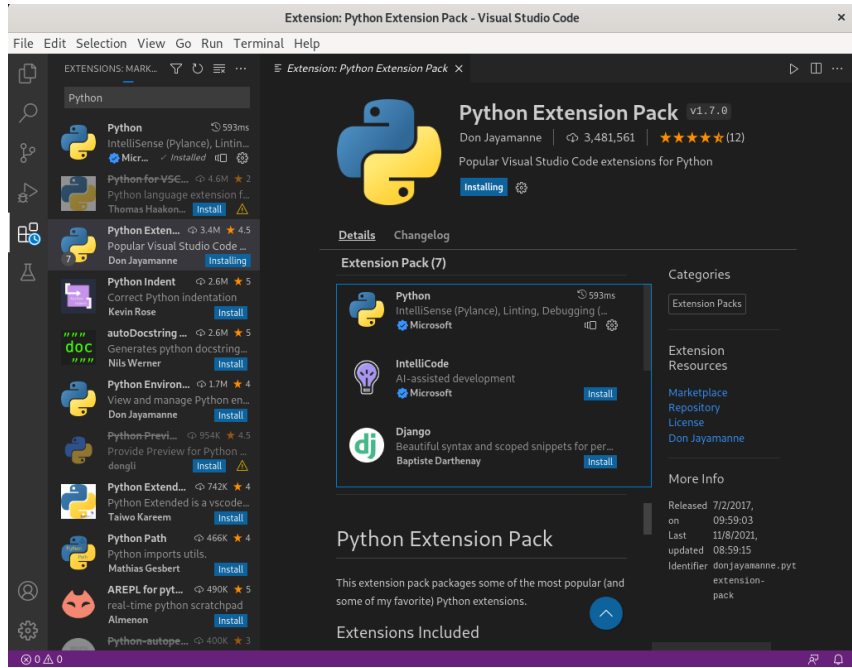 Extension: Python Extension Pack - Visual Studio Code
File Edit Selection View Go Run Terminal Help
EXTENSIONS: MARK...
Python
Python 593ms
IntelliSense (Pylance), Lintin...
Micr... Installed
Python for VSC... 4.6M ★ 2
Python language extension f...
Thomas Haakon... Install
Python Exten... 3.4M ★ 4.5
Popular Visual Studio Code ...
7 Don Jayamanne Installing
Python Indent 2.6M ★ 5
Correct Python indentation
Kevin Rose Install
""" doc """
autoDocstring ... 2.6M ★ 5
Generates python docstring...
Nils Werner Install
Python Environ... 1.7M ★ 4
View and manage Python en...
Don Jayamanne Install
Python Previ... 954K ★ 4.5
Provide Preview for Python ...
dongli Install
Python Extend... 742K ★ 4
Python Extended is a vscode...
Taiwo Kareem Install
Python Path 466K ★ 4
Python imports utils.
Mathias Gesbert Install
AREPL for pyt... 490K ★ 5
real-time python scratchpad
Almenon Install
Python-autope... 400K ★ 3
Extension: Python Extension Pack
Python Extension Pack v1.7.0
Don Jayamanne 3,481,561 (12)
Popular Visual Studio Code extensions for Python
Installing
Details Changelog
Extension Pack (7)
Python 593ms
IntelliSense (Pylance), Linting, Debugging (...
Microsoft
IntelliCode
AI-assisted development
Microsoft Install
dj
Django
Beautiful syntax and scoped snippets for per...
Baptiste Darthenay Install
Python Extension Pack
This extension pack packages some of the most popular (and
some of my favorite) Python extensions.
Extensions Included
Categories
Extension Packs
Extension
Resources
Marketplace
Repository
License
Don Jayamanne
More Info
Released 7/2/2017,
on 09:59:03
Last 11/8/2021,
updated 08:59:15
Identifier donjayamanne.pyt
extension-
pack
0 0